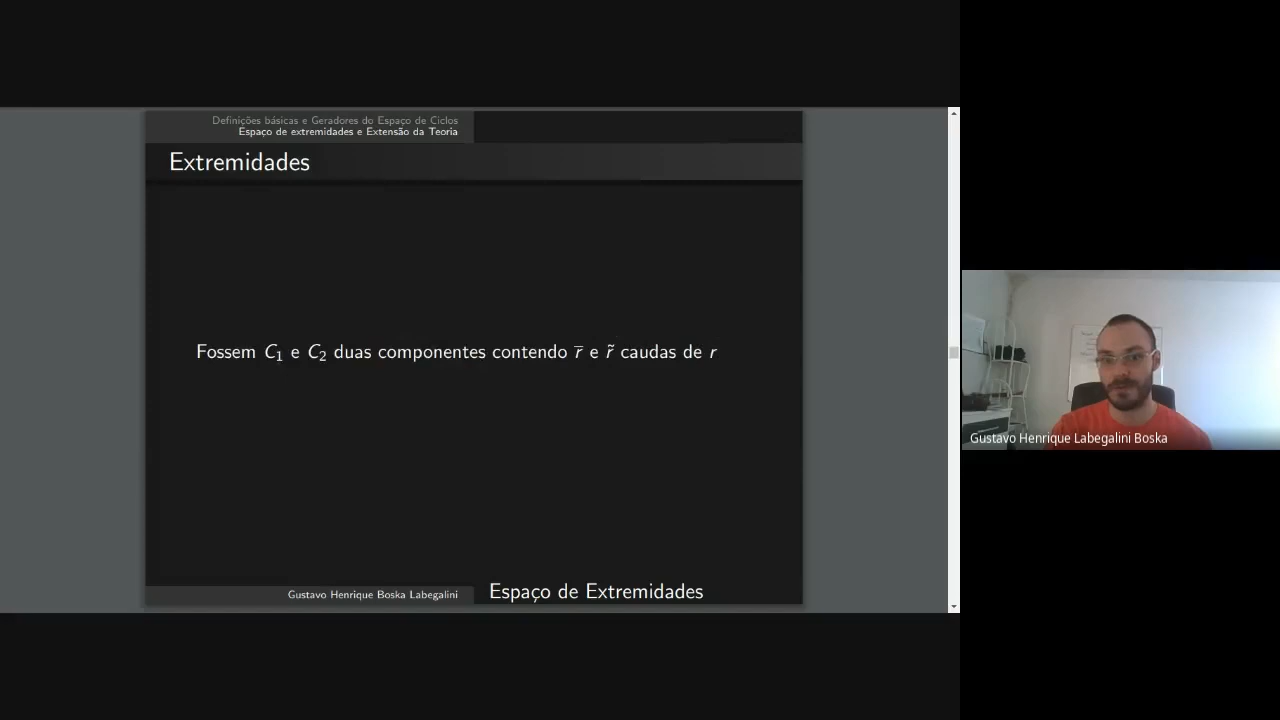 Definições básicas e Geradores do Espaço de Ciclos
Espaço de extremidades e Extensão da Teoria
Extremidades
Fossem C₁ e C₂ duas componentes contendo r̅ e r̃ caudas de r
Gustavo Henrique Boska Labegalini
Espaço de Extremidades
Gustavo Henrique Labegalini Boska